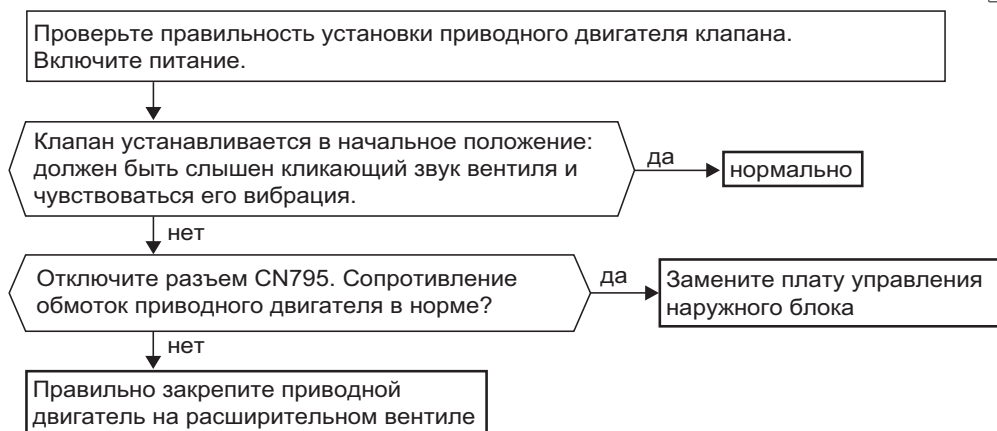 Проверьте правильность установки приводного двигателя клапана.
Включите питание.
Клапан устанавливается в начальное положение:
должен быть слышен кликающий звук вентиля и
чувствоваться его вибрация.
да
нормально
нет
Отключите разъем CN795. Сопротивление
обмоток приводного двигателя в норме?
да
Замените плату управления
наружного блока
нет
Правильно закрепите приводной
двигатель на расширительном вентиле